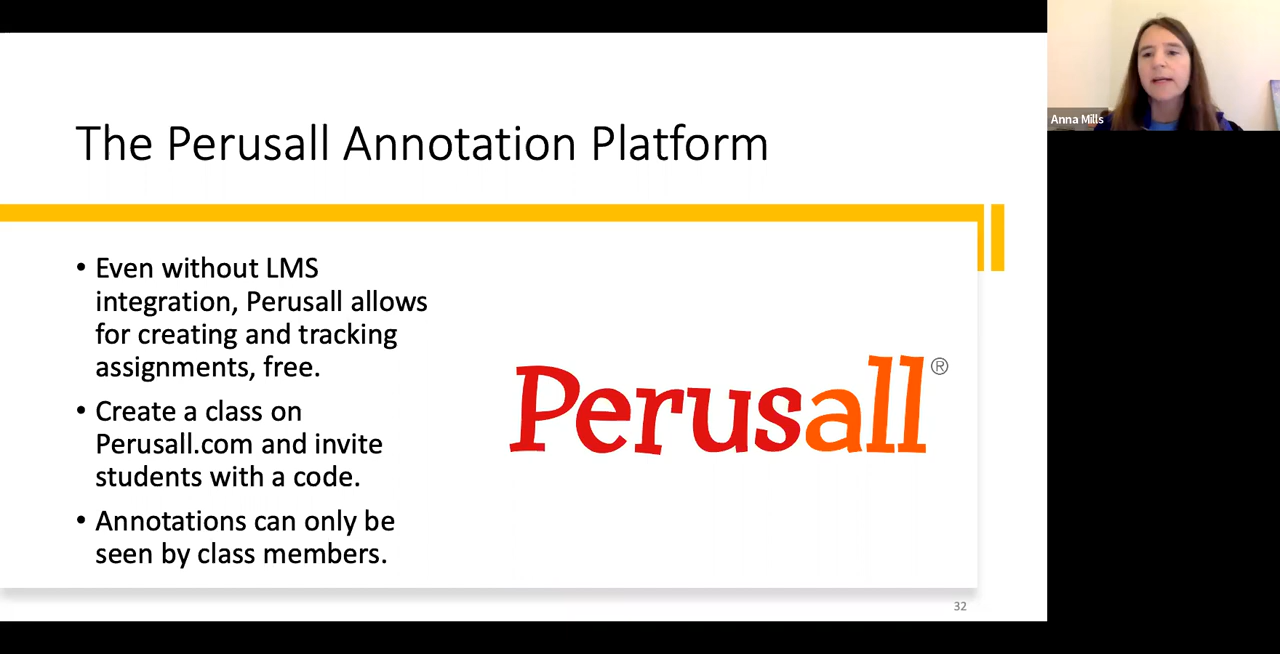 The Perusall Annotation Platform
Anna Mills
• Even without LMS
integration, Perusall allows
for creating and tracking
assignments, free.
• Create a class on
Perusall.com and invite
students with a code.
• Annotations can only be
seen by class members.
Perusall®
32